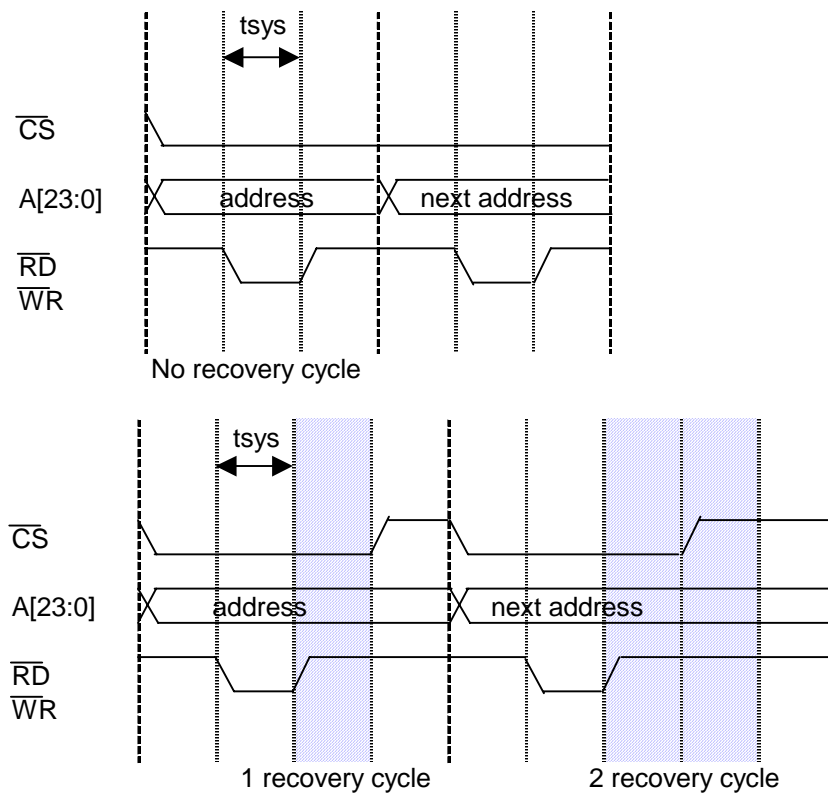 tsys
CS
A[23:0] address next address
RD
WR
No recovery cycle
tsys
CS
A[23:0] address next address
RD
WR
1 recovery cycle 2 recovery cycle